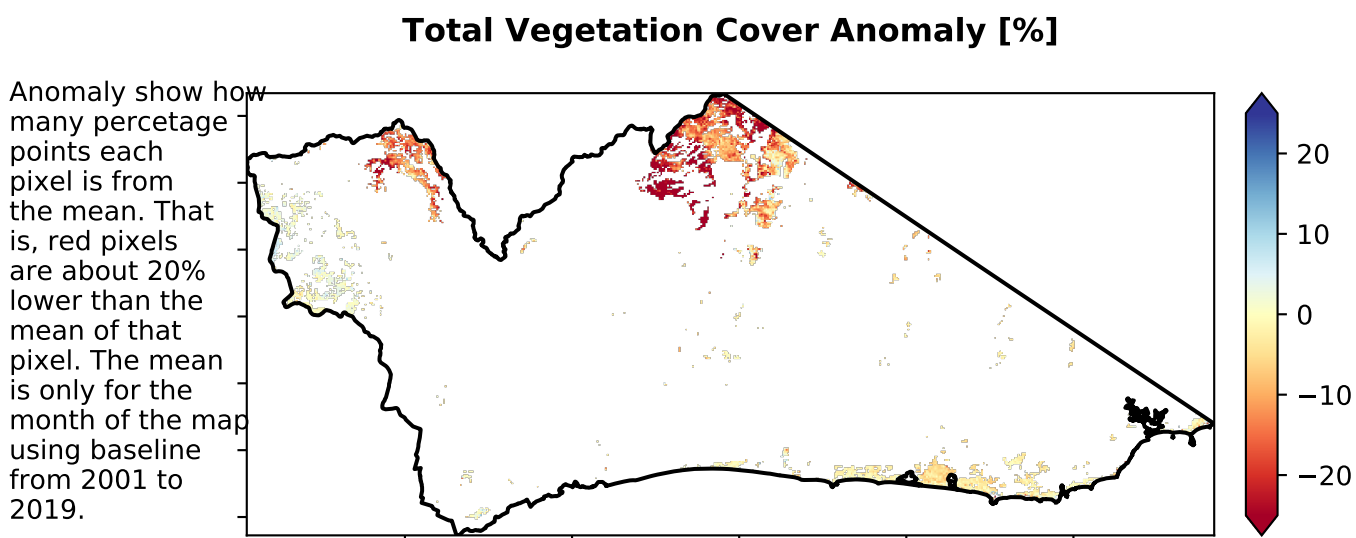 Total Vegetation Cover Anomaly [%]
Anomaly show how
many percetage
points each
pixel is from
the mean. That
is, red pixels
are about 20%
lower than the
mean of that
pixel. The mean
is only for the
month of the map
using baseline
from 2001 to
2019.
20
10
0
−10
−20